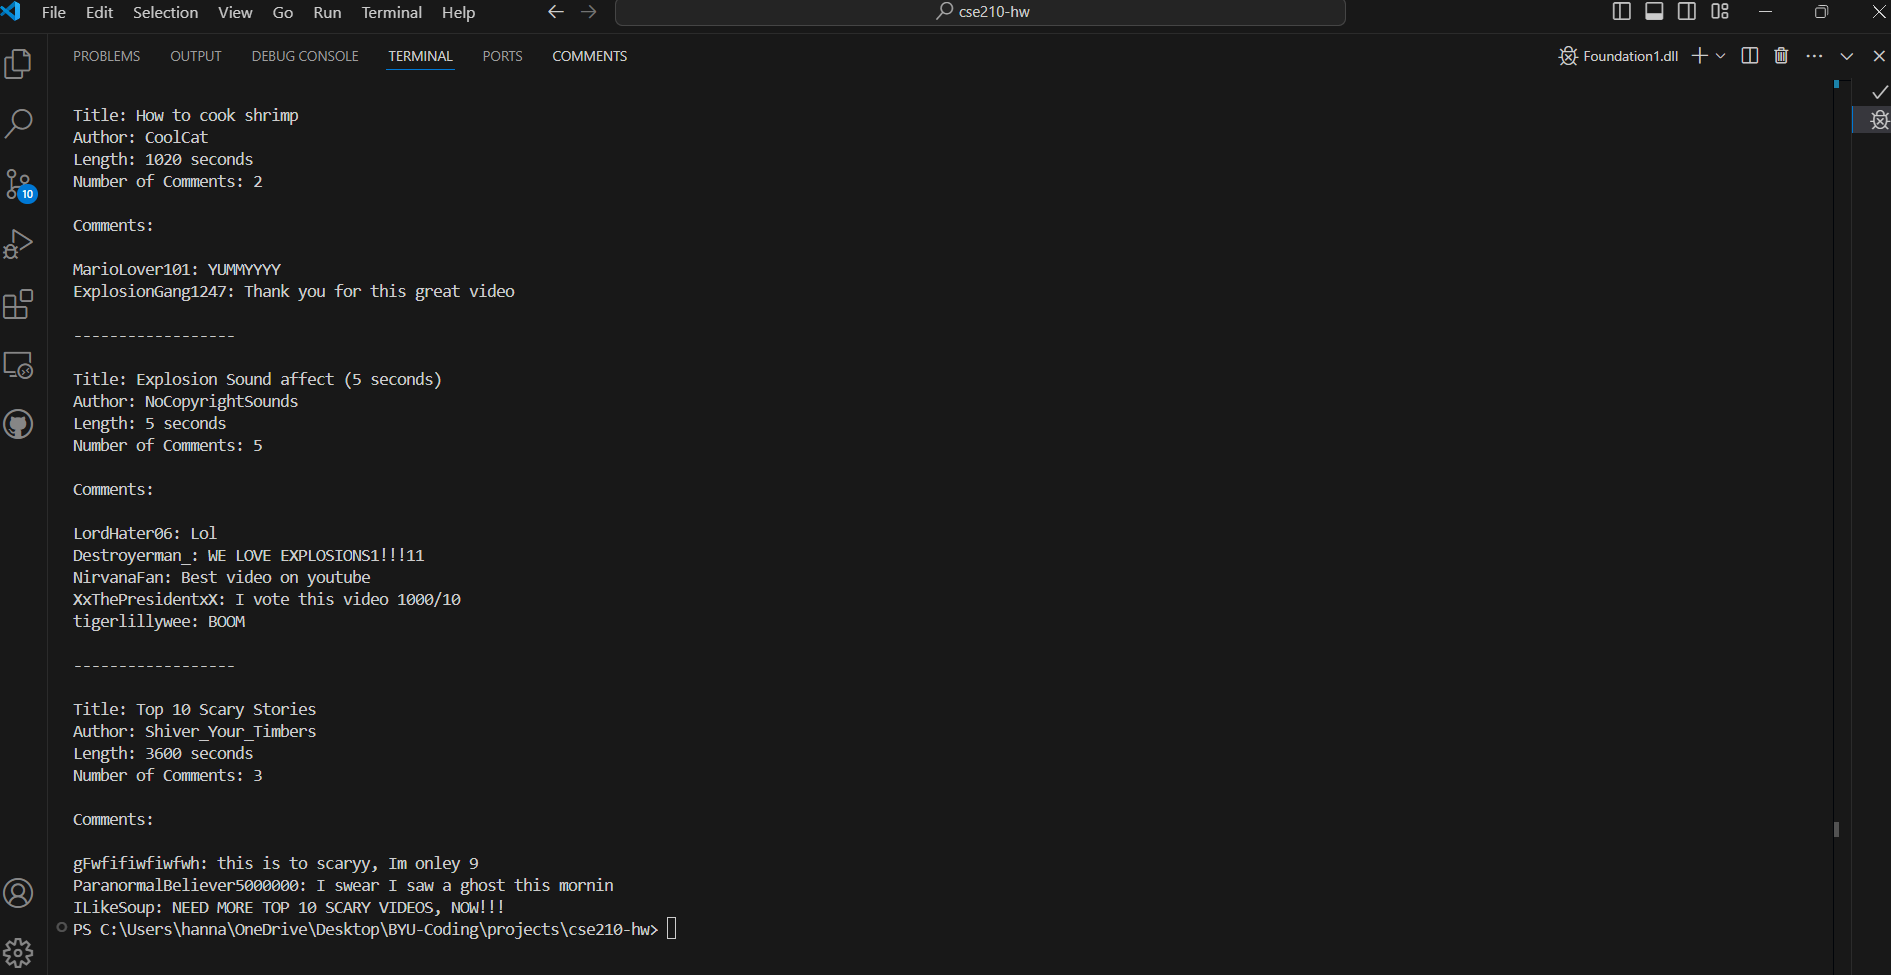 File Edit Selection View Go Run Terminal Help
cse210-hw
PROBLEMS OUTPUT DEBUG CONSOLE TERMINAL PORTS COMMENTS
Foundation1.dll
10
Title: How to cook shrimp
Author: CoolCat
Length: 1020 seconds
Number of Comments: 2
Comments:
MarioLover101: YUMMYYYY
ExplosionGang1247: Thank you for this great video
------------------
Title: Explosion Sound affect (5 seconds)
Author: NoCopyrightSounds
Length: 5 seconds
Number of Comments: 5
Comments:
LordHater06: Lol
Destroyerman_: WE LOVE EXPLOSIONS1!!!11
NirvanaFan: Best video on youtube
XxThePresidentxX: I vote this video 1000/10
tigerlillywee: BOOM
------------------
Title: Top 10 Scary Stories
Author: Shiver_Your_Timbers
Length: 3600 seconds
Number of Comments: 3
Comments:
gFwfifiwfiwfwh: this is to scaryy, Im onley 9
ParanormalBeliever5000000: I swear I saw a ghost this mornin
ILikeSoup: NEED MORE TOP 10 SCARY VIDEOS, NOW!!!
PS C:\Users\hanna\OneDrive\Desktop\BYU-Coding\projects\cse210-hw>